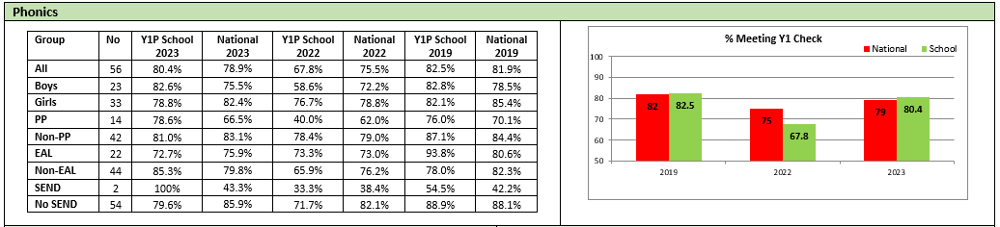 Phonics
Group No Y1P School 2023 National 2023 Y1P School 2022 National 2022 Y1P School 2019 National 2019
All 56 80.4% 78.9% 67.8% 75.5% 82.5% 81.9%
Boys 23 82.6% 75.5% 58.6% 72.2% 82.8% 78.5%
Girls 33 78.8% 82.4% 76.7% 78.8% 82.1% 85.4%
PP 14 78.6% 66.5% 40.0% 62.0% 76.0% 70.1%
Non-PP 42 81.0% 83.1% 78.4% 79.0% 87.1% 84.4%
EAL 22 72.7% 75.9% 73.3% 73.0% 93.8% 80.6%
Non-EAL 44 85.3% 79.8% 65.9% 76.2% 78.0% 82.3%
SEND 2 100% 43.3% 33.3% 38.4% 54.5% 42.2%
No SEND 54 79.6% 85.9% 71.7% 82.1% 88.9% 88.1%
% Meeting Y1 Check
National School
100
90
80
70
60
50
82 82.5
75 67.8
79 80.4
2019 2022 2023